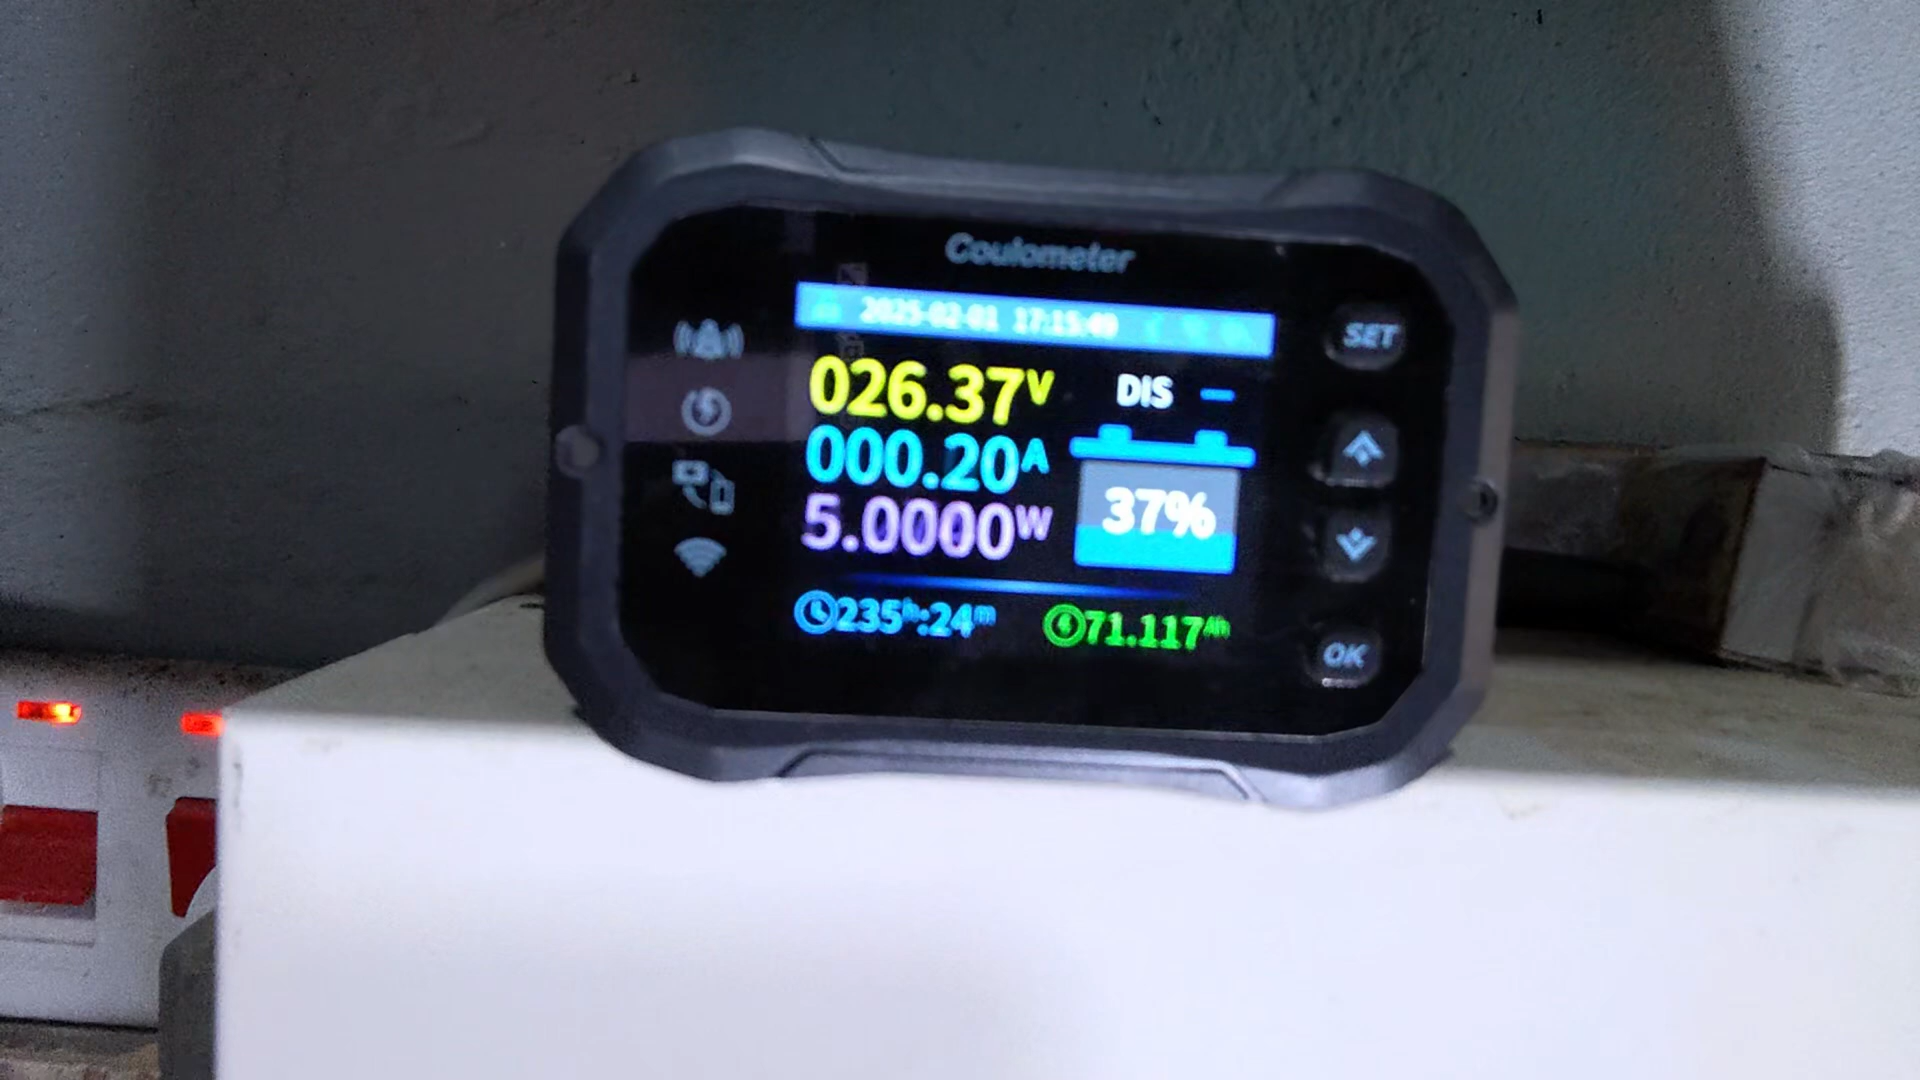 Coulometer
2025-02-01 17:15:49
SET
026.37V
DIS
000.20A
37%
5.0000W
235h:24m
71.117Ah
OK